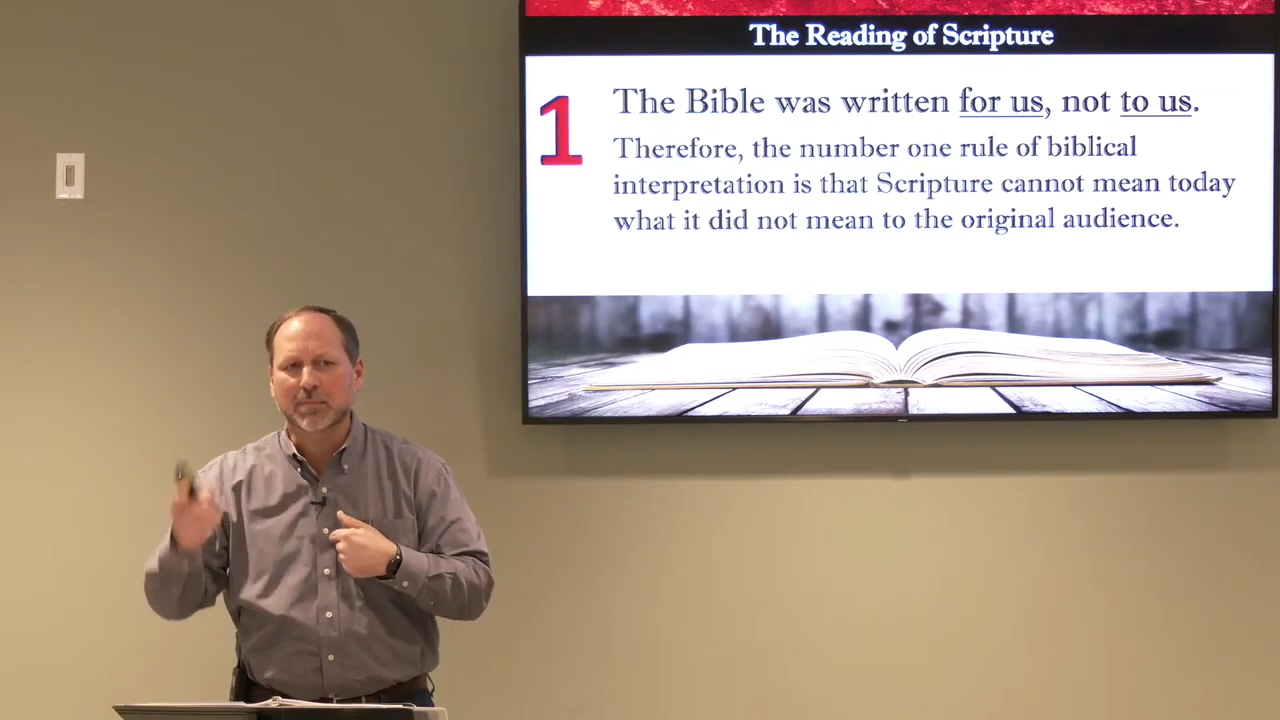 The Reading of Scripture
1
The Bible was written for us, not to us.
Therefore, the number one rule of biblical
interpretation is that Scripture cannot mean today
what it did not mean to the original audience.